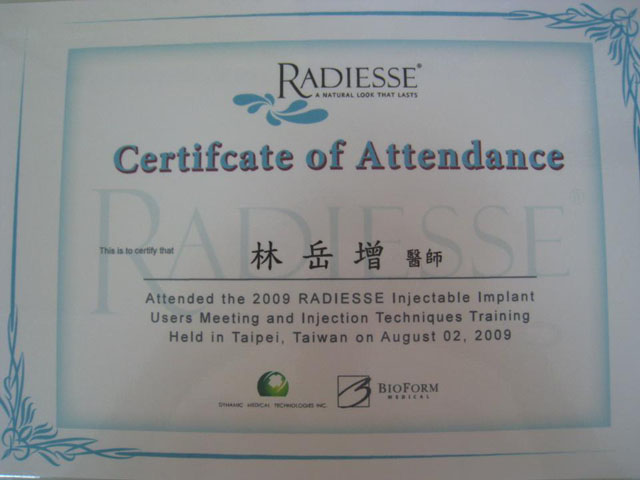 RADIESSE®
A NATURAL LOOK THAT LASTS
Certifcate of Attendance
RADIESSE®
This is to certify that 林岳增 醫師
Attended the 2009 RADIESSE Injectable Implant
Users Meeting and Injection Techniques Training
Held in Taipei, Taiwan on August 02, 2009
DYNAMIC MEDICAL TECHNOLOGIES INC.
BIOFORM
MEDICAL